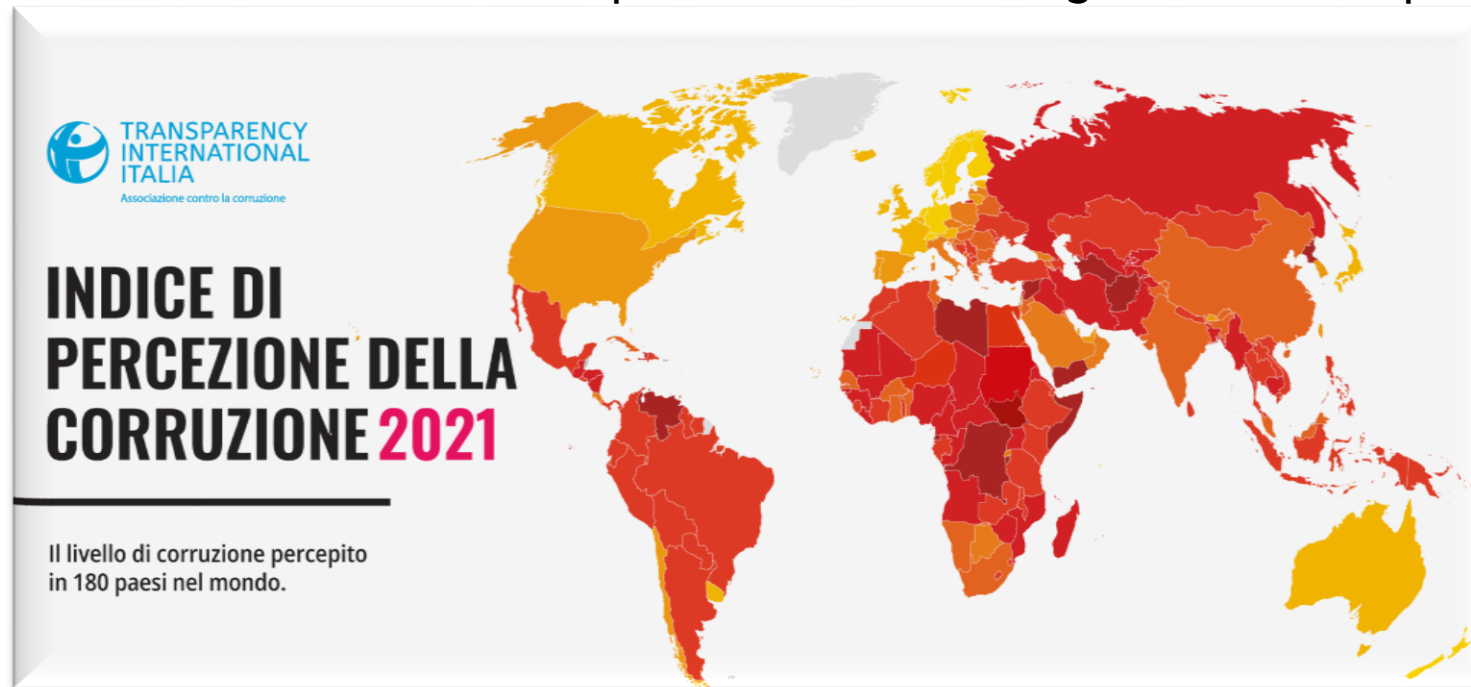 TRANSPARENCY
INTERNATIONAL
ITALIA
Associazione contro la corruzione
INDICE DI
PERCEZIONE DELLA
CORRUZIONE 2021
Il livello di corruzione percepito
in 180 paesi nel mondo.